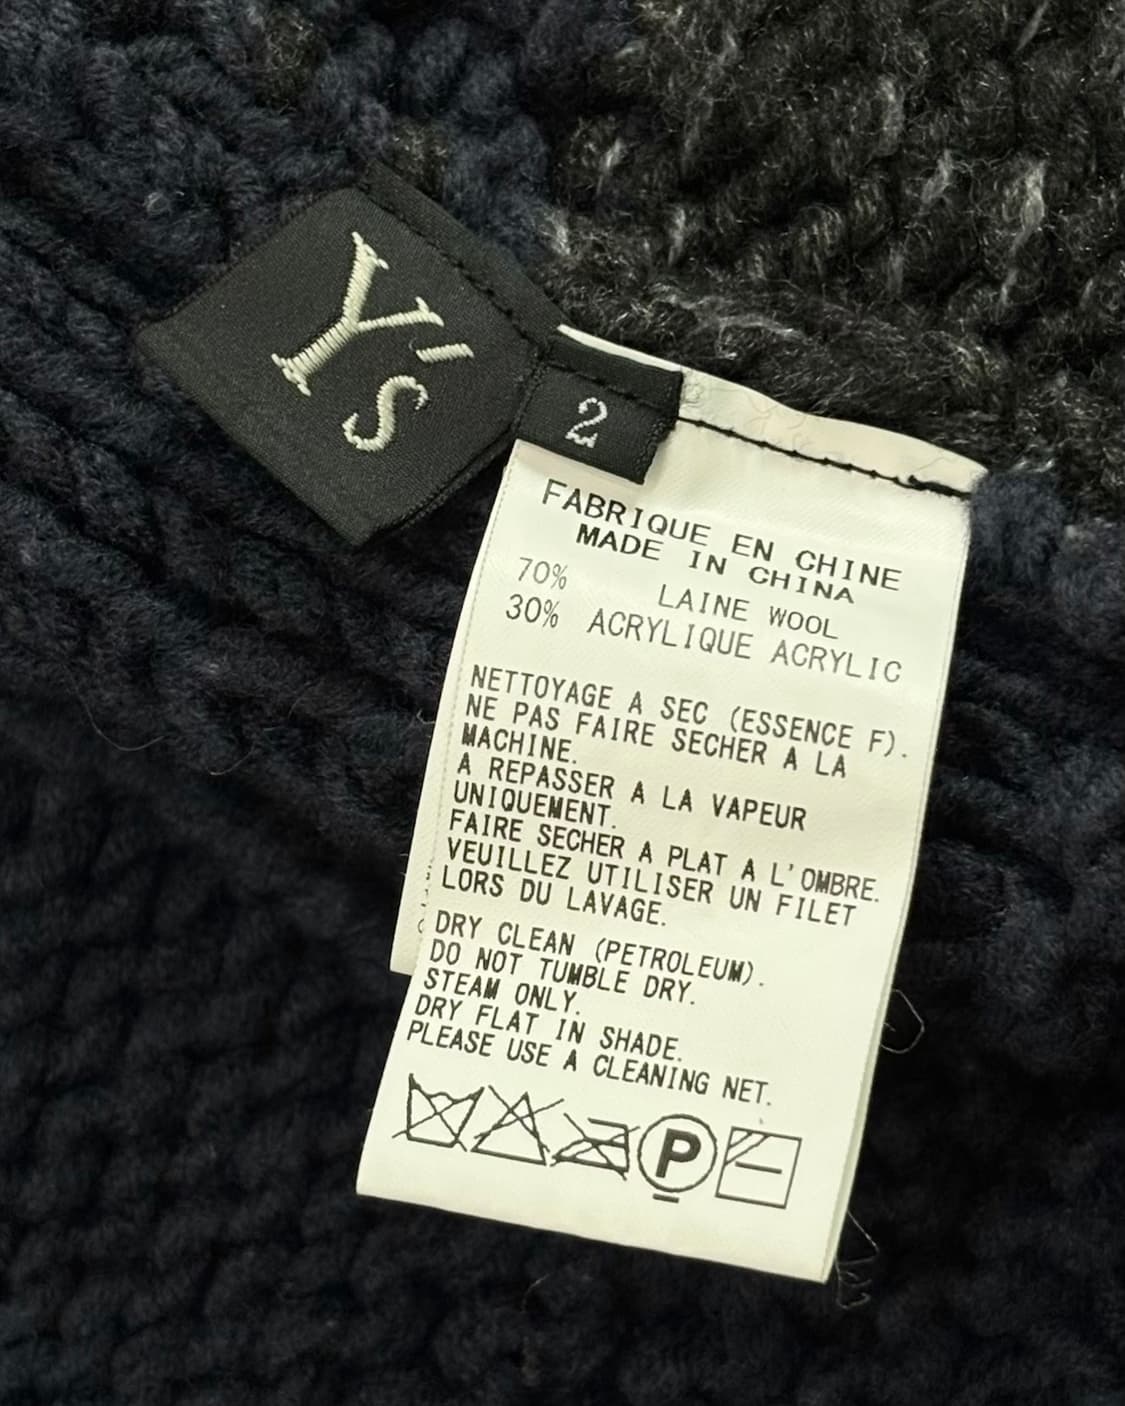 Y's
2
FABRIQUE EN CHINE
MADE IN CHINA
70% LAINE WOOL
30% ACRYLIQUE ACRYLIC
NETTOYAGE A SEC (ESSENCE F).
NE PAS FAIRE SECHER A LA
MACHINE.
A REPASSER A LA VAPEUR
UNIQUEMENT.
FAIRE SECHER A PLAT A L'OMBRE.
VEUILLEZ UTILISER UN FILET
LORS DU LAVAGE.
DRY CLEAN (PETROLEUM).
DO NOT TUMBLE DRY.
STEAM ONLY.
DRY FLAT IN SHADE.
PLEASE USE A CLEANING NET.
P